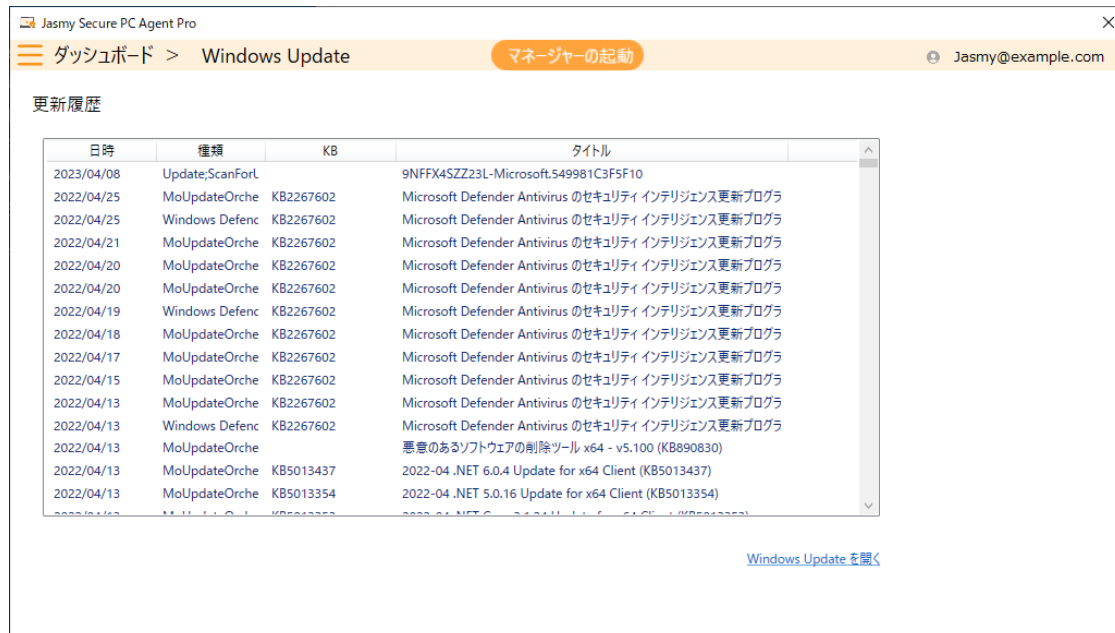 Jasmy Secure PC Agent Pro
ダッシュボード > Windows Update マネージャーの起動 Jasmy@example.com
更新履歴
日時 種類 KB タイトル
2023/04/08 Update;ScanForU 9NFFX4SZZ23L-Microsoft.549981C3F5F10
2022/04/25 MoUpdateOrche KB2267602 Microsoft Defender Antivirus のセキュリティ インテリジェンス更新プログラ
2022/04/25 Windows Defenc KB2267602 Microsoft Defender Antivirus のセキュリティ インテリジェンス更新プログラ
2022/04/21 MoUpdateOrche KB2267602 Microsoft Defender Antivirus のセキュリティ インテリジェンス更新プログラ
2022/04/20 MoUpdateOrche KB2267602 Microsoft Defender Antivirus のセキュリティ インテリジェンス更新プログラ
2022/04/20 MoUpdateOrche KB2267602 Microsoft Defender Antivirus のセキュリティ インテリジェンス更新プログラ
2022/04/19 Windows Defenc KB2267602 Microsoft Defender Antivirus のセキュリティ インテリジェンス更新プログラ
2022/04/18 MoUpdateOrche KB2267602 Microsoft Defender Antivirus のセキュリティ インテリジェンス更新プログラ
2022/04/17 MoUpdateOrche KB2267602 Microsoft Defender Antivirus のセキュリティ インテリジェンス更新プログラ
2022/04/15 MoUpdateOrche KB2267602 Microsoft Defender Antivirus のセキュリティ インテリジェンス更新プログラ
2022/04/13 MoUpdateOrche KB2267602 Microsoft Defender Antivirus のセキュリティ インテリジェンス更新プログラ
2022/04/13 Windows Defenc KB2267602 Microsoft Defender Antivirus のセキュリティ インテリジェンス更新プログラ
2022/04/13 MoUpdateOrche 悪意のあるソフトウェアの削除ツール x64 - v5.100 (KB890830)
2022/04/13 MoUpdateOrche KB5013437 2022-04 .NET 6.0.4 Update for x64 Client (KB5013437)
2022/04/13 MoUpdateOrche KB5013354 2022-04 .NET 5.0.16 Update for x64 Client (KB5013354)
Windows Update を開く